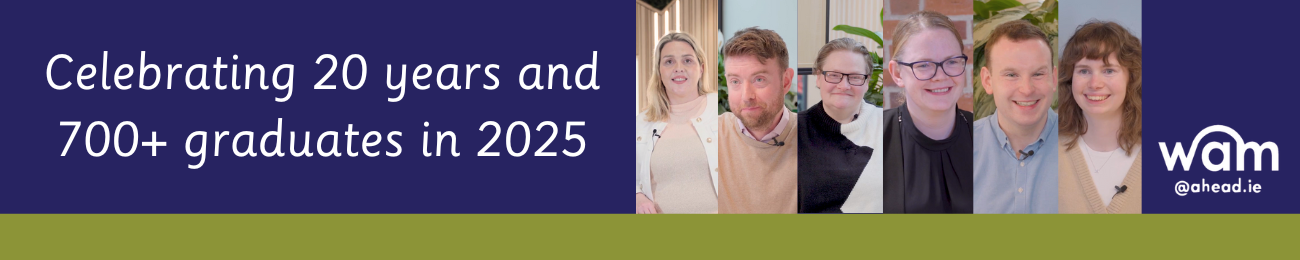 Celebrating 20 years and
700+ graduates in 2025
wam
@ahead.ie